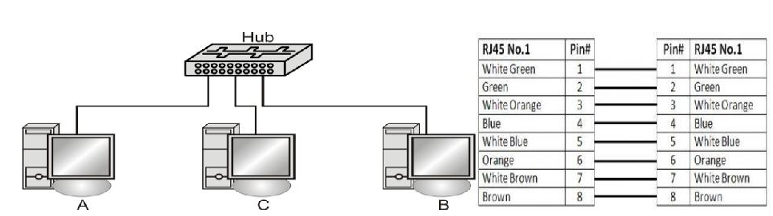 Hub
A
C
B
RJ45 No.1 Pin# Pin# RJ45 No.1
White Green 1 1 White Green
Green 2 2 Green
White Orange 3 3 White Orange
Blue 4 4 Blue
White Blue 5 5 White Blue
Orange 6 6 Orange
White Brown 7 7 White Brown
Brown 8 8 Brown